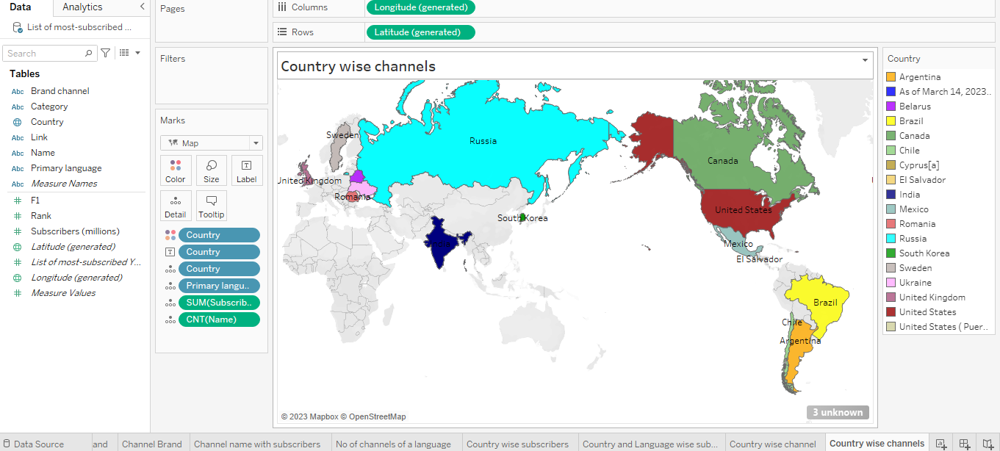 Data
Analytics
List of most-subscribed ...
Search
Tables
Abc Brand channel
Abc Category
Country
Abc Link
Abc Name
Abc Primary language
Abc Measure Names
F1
Rank
Subscribers (millions)
Latitude (generated)
List of most-subscribed Y...
Longitude (generated)
Measure Values
Pages
Filters
Marks
Map
Color
Size
Label
Detail
Tooltip
Country
Country
Country
Primary langu..
SUM(Subscrib..
CNT(Name)
Columns
Longitude (generated)
Rows
Latitude (generated)
Country wise channels
Sweden
Russia
Canada
United Kingdom
Romania
United States
South Korea
Mexico
El Salvador
Brazil
Chile
Argentina
© 2023 Mapbox © OpenStreetMap
3 unknown
Country
Argentina
As of March 14, 2023..
Belarus
Brazil
Canada
Chile
Cyprus[a]
El Salvador
India
Mexico
Romania
Russia
South Korea
Sweden
Ukraine
United Kingdom
United States
United States ( Puer..
Data Source
and
Channel Brand
Channel name with subscribers
No of channels of a language
Country wise subscribers
Country and Language wise sub...
Country wise channel
Country wise channels